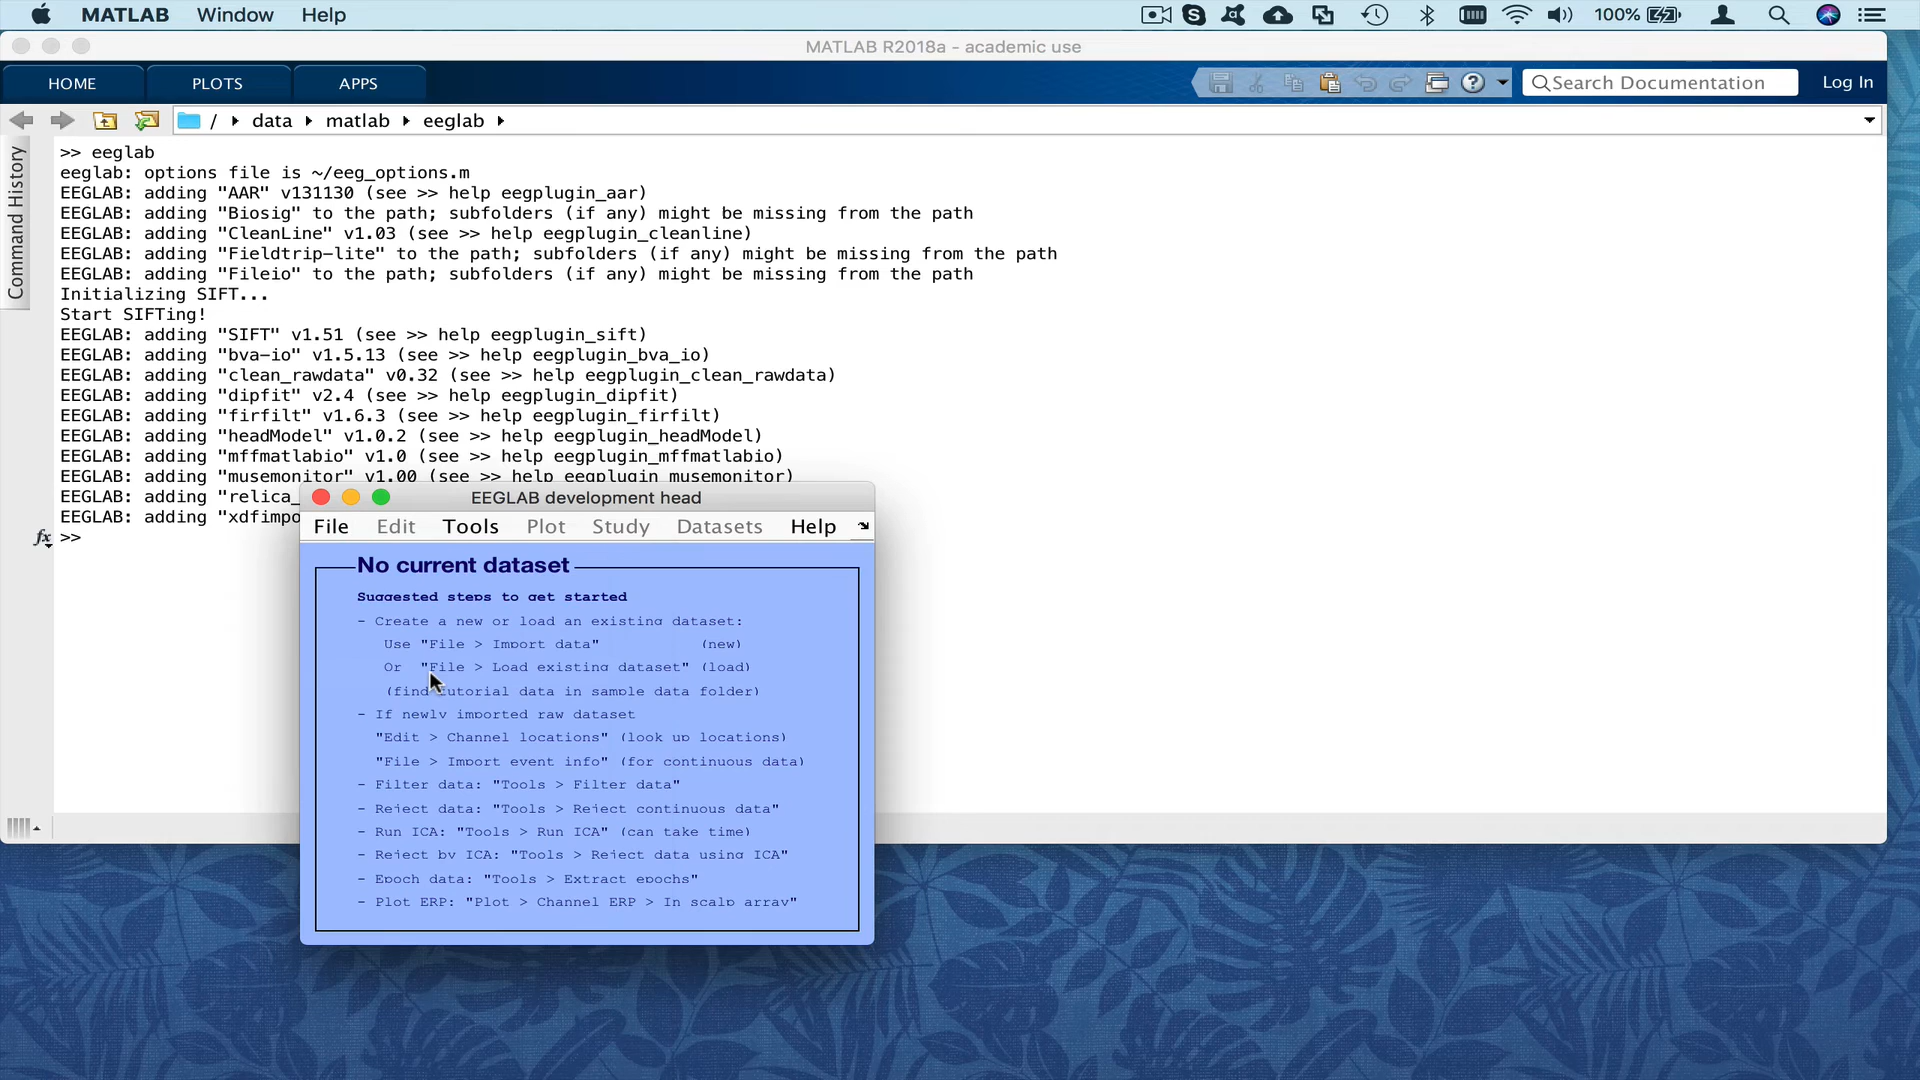 MATLAB Window Help 100%
MATLAB R2018a - academic use
HOME PLOTS APPS Search Documentation Log In
/ data matlab eeglab
Command History
>> eeglab
eeglab: options file is ~/eeg_options.m
EEGLAB: adding "AAR" v131130 (see >> help eegplugin_aar)
EEGLAB: adding "Biosig" to the path; subfolders (if any) might be missing from the path
EEGLAB: adding "CleanLine" v1.03 (see >> help eegplugin_cleanline)
EEGLAB: adding "Fieldtrip-lite" to the path; subfolders (if any) might be missing from the path
EEGLAB: adding "Fileio" to the path; subfolders (if any) might be missing from the path
Initializing SIFT...
Start SIFTing!
EEGLAB: adding "SIFT" v1.51 (see >> help eegplugin_sift)
EEGLAB: adding "bva-io" v1.5.13 (see >> help eegplugin_bva_io)
EEGLAB: adding "clean_rawdata" v0.32 (see >> help eegplugin_clean_rawdata)
EEGLAB: adding "dipfit" v2.4 (see >> help eegplugin_dipfit)
EEGLAB: adding "firfilt" v1.6.3 (see >> help eegplugin_firfilt)
EEGLAB: adding "headModel" v1.0.2 (see >> help eegplugin_headModel)
EEGLAB: adding "mffmatlabio" v1.0 (see >> help eegplugin_mffmatlabio)
EEGLAB: adding "musemonitor" v1.00 (see >> help eegplugin_musemonitor)
EEGLAB: adding "relica_
EEGLAB: adding "xdfimpo
fx >>
EEGLAB development head
File Edit Tools Plot Study Datasets Help
No current dataset
Suggested steps to get started
- Create a new or load an existing dataset:
Use "File > Import data" (new)
Or "File > Load existing dataset" (load)
(find tutorial data in sample data folder)
- If newly imported raw dataset
"Edit > Channel locations" (look up locations)
"File > Import event info" (for continuous data)
- Filter data: "Tools > Filter data"
- Reject data: "Tools > Reject continuous data"
- Run ICA: "Tools > Run ICA" (can take time)
- Reject by ICA: "Tools > Reject data using ICA"
- Epoch data: "Tools > Extract epochs"
- Plot ERP: "Plot > Channel ERP > In scalp array"